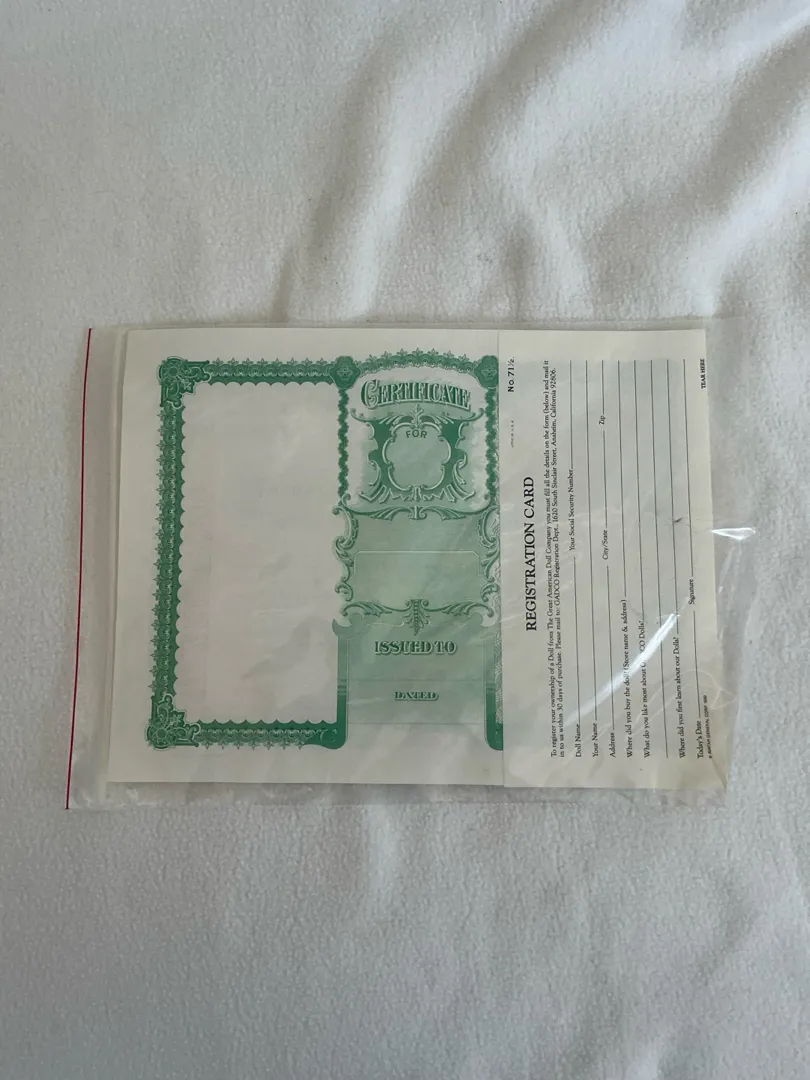 CERTIFICATE
FOR
ISSUED TO
DATED
No. 71½.
REGISTRATION CARD
To register your ownership of a Doll from The Great American Doll Company you must fill all the details on the form (below) and mail it
in to us within 30 days of purchase. Please mail to: GADCO Registration Dept., 1620 South Sinclair Street, Anaheim, California 92806.
Doll Name Your Social Security Number
Your Name
Address City/State Zip
Where did you buy the doll? (Store name & address)
What do you like most about Dolls?
Where did you first learn about our Dolls?
Today's Date Signature
TEAR HERE